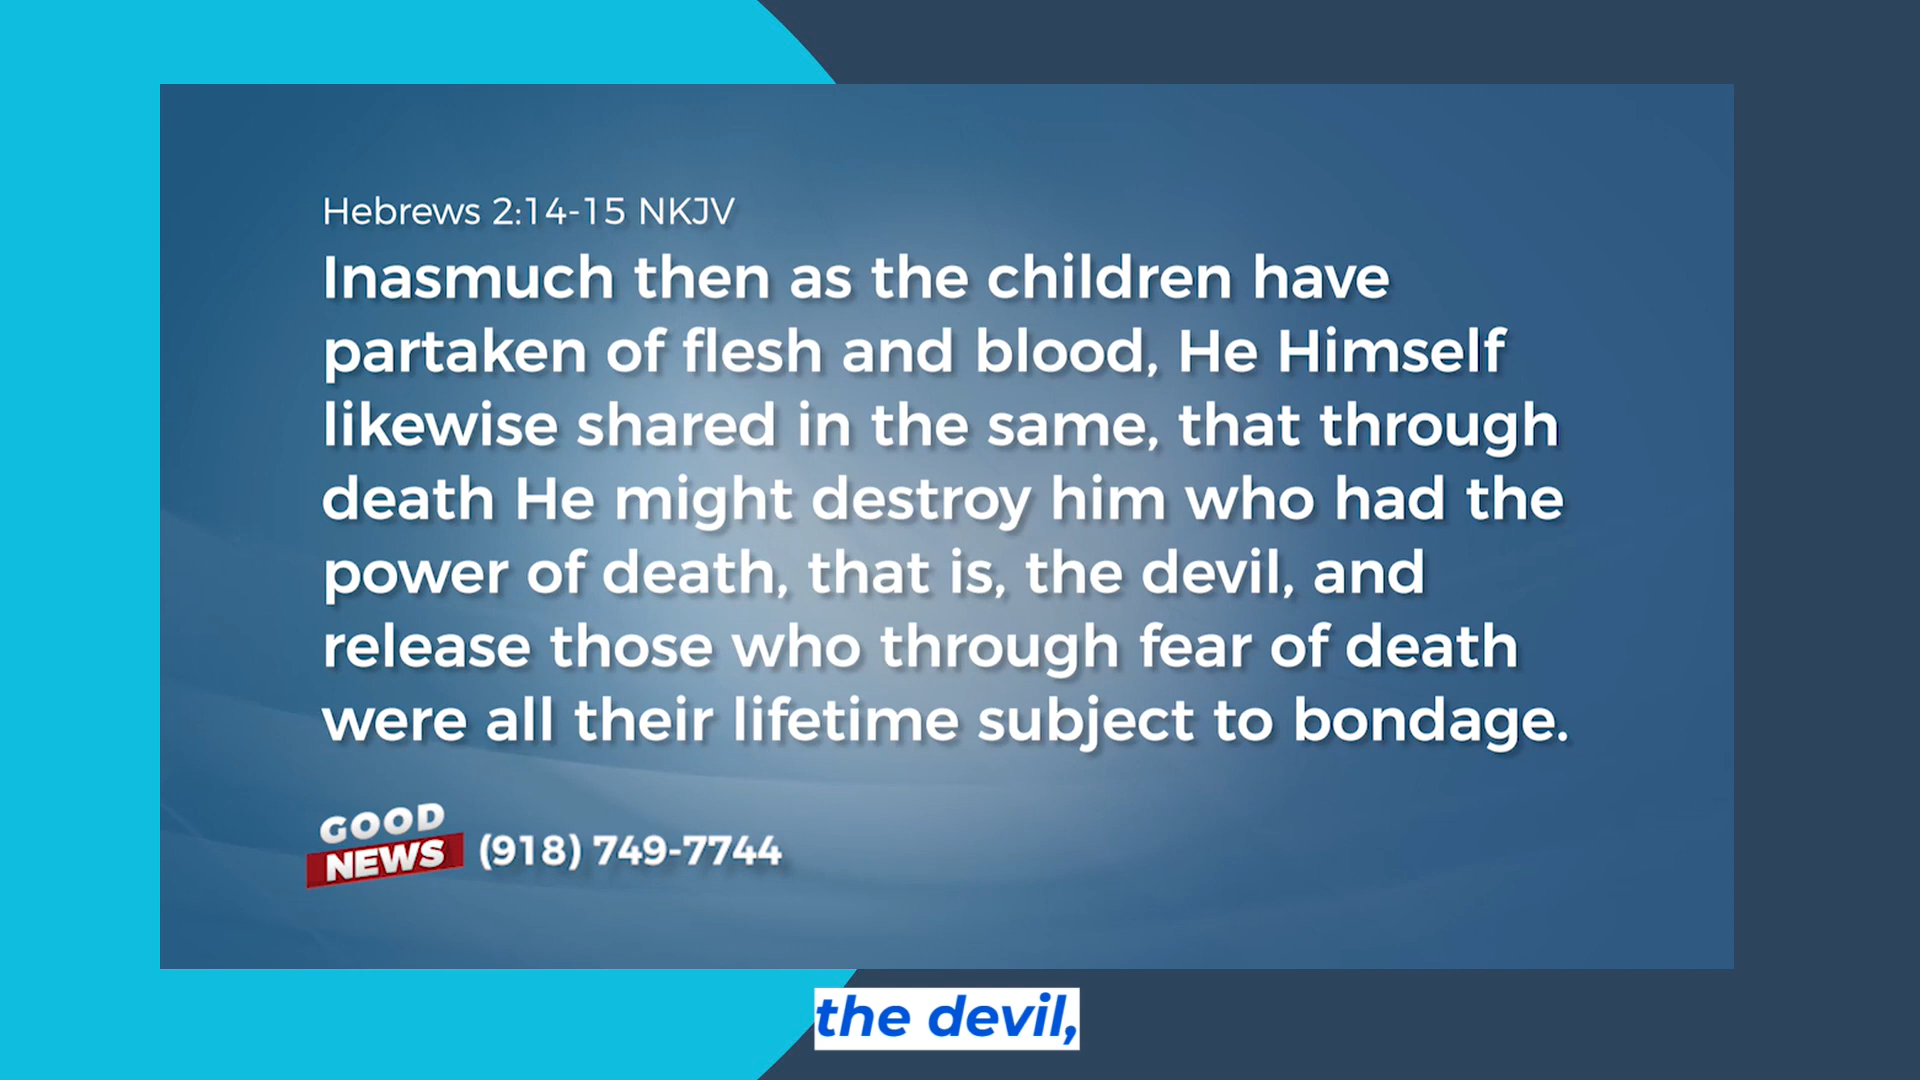 Hebrews 2:14-15 NKJV
Inasmuch then as the children have
partaken of flesh and blood, He Himself
likewise shared in the same, that through
death He might destroy him who had the
power of death, that is, the devil, and
release those who through fear of death
were all their lifetime subject to bondage.
GOOD
NEWS (918) 749-7744
the devil,